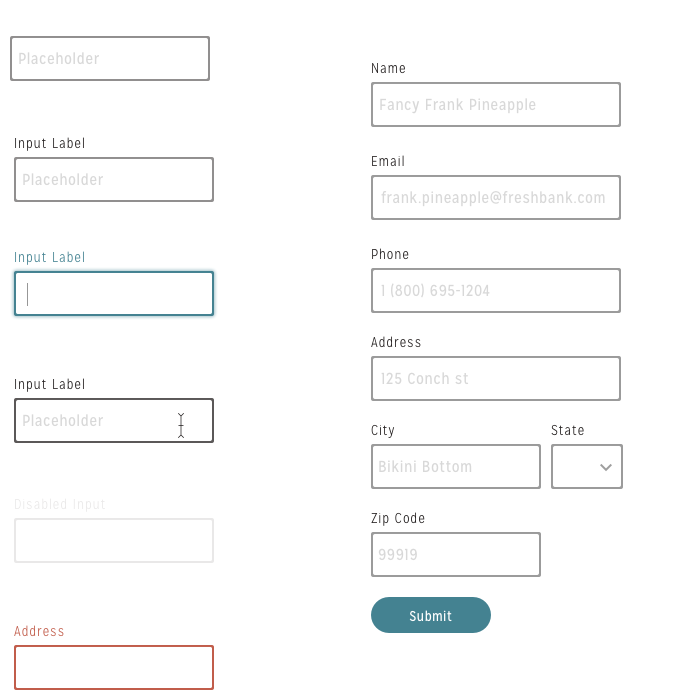 Placeholder
Input Label
Placeholder
Input Label
Input Label
Placeholder
Disabled Input
Address
Name
Fancy Frank Pineapple
Email
frank.pineapple@freshbank.com
Phone
1 (800) 695-1204
Address
125 Conch st
City State
Bikini Bottom
Zip Code
99919
Submit